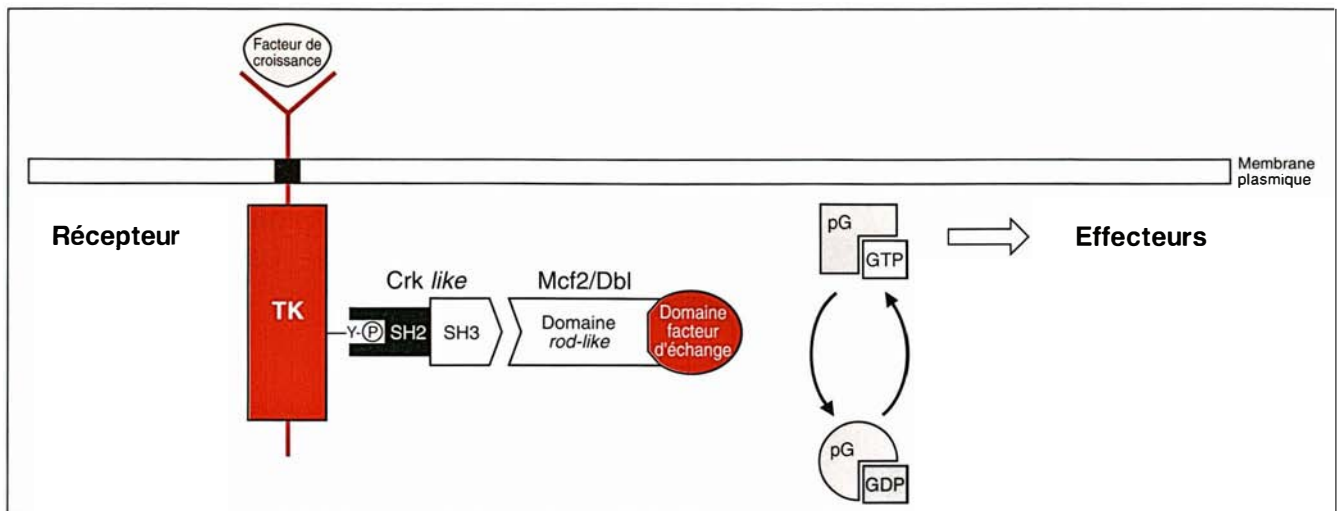 Facteur de
croissance
Membrane
plasmique
Récepteur
pG
GTP
Effecteurs
Crk like
Mcf2/Dbl
TK
Y-P
SH2
SH3
Domaine
rod-like
Domaine
facteur
d'échange
pG
GDP